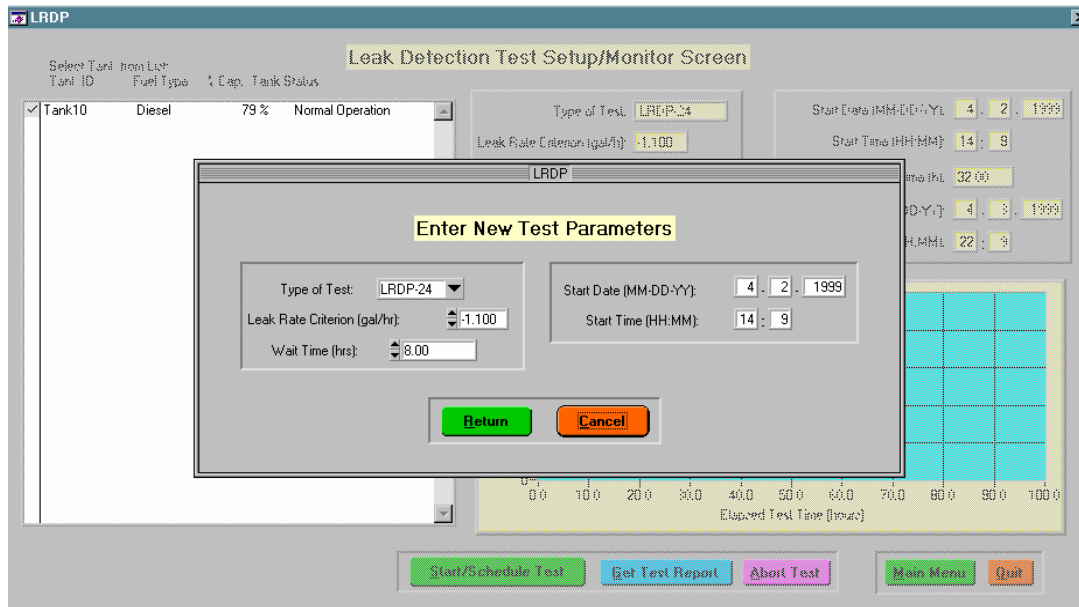 LRDP
Leak Detection Test Setup/Monitor Screen
Select Tank from List
Tank ID Fuel Type % Cap. Tank Status
Tank10 Diesel 79 % Normal Operation
Type of Test: LRDP-24
Leak Rate Criterion (gal/h): -1.100
Start Date (MM-DD-YY): 4 . 2 . 1999
Start Time (HH:MM): 14 : 9
32.00
4 . 3 . 1999
22 : 9
LRDP
Enter New Test Parameters
Type of Test: LRDP-24
Leak Rate Criterion (gal/hr): -1.100
Wait Time (hrs): 8.00
Start Date (MM-DD-YY): 4 . 2 . 1999
Start Time (HH:MM): 14 : 9
Return Cancel
0
0.0 10.0 20.0 30.0 40.0 50.0 60.0 70.0 80.0 90.0 100.0
Elapsed Test Time (hours)
Start/Schedule Test Get Test Report Abort Test Main Menu Quit